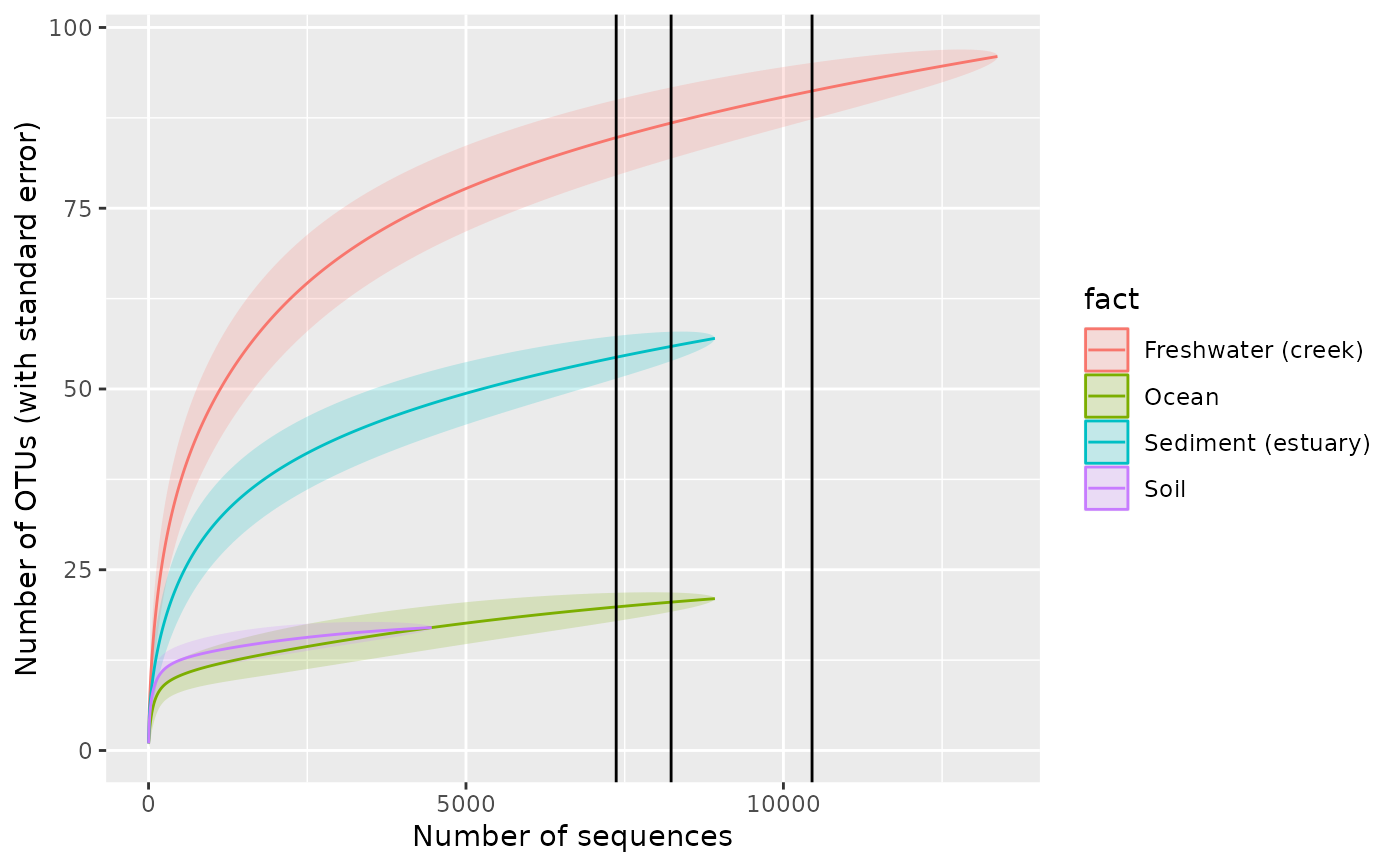 Number of OTUs (with standard error)
100
75
50
25
0
0 5000 10000
Number of sequences
fact
Freshwater (creek)
Ocean
Sediment (estuary)
Soil